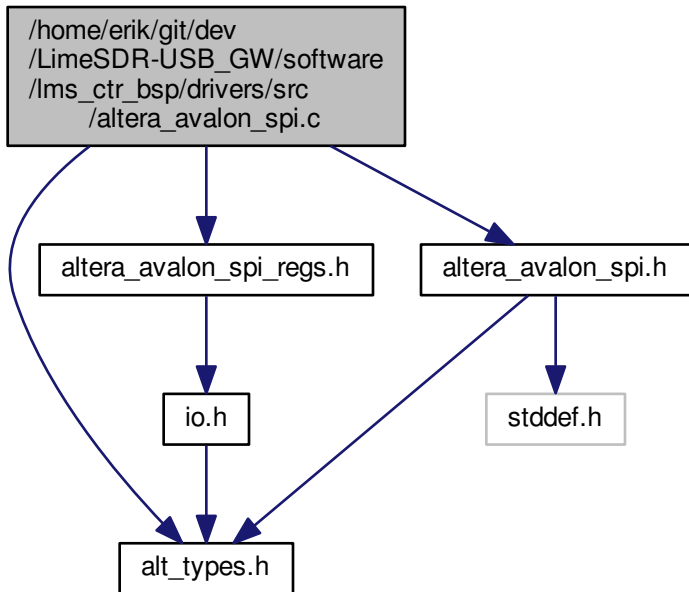 /home/erik/git/dev
/LimeSDR-USB_GW/software
/lms_ctr_bsp/drivers/src
/altera_avalon_spi.c
altera_avalon_spi_regs.h
altera_avalon_spi.h
io.h
stddef.h
alt_types.h